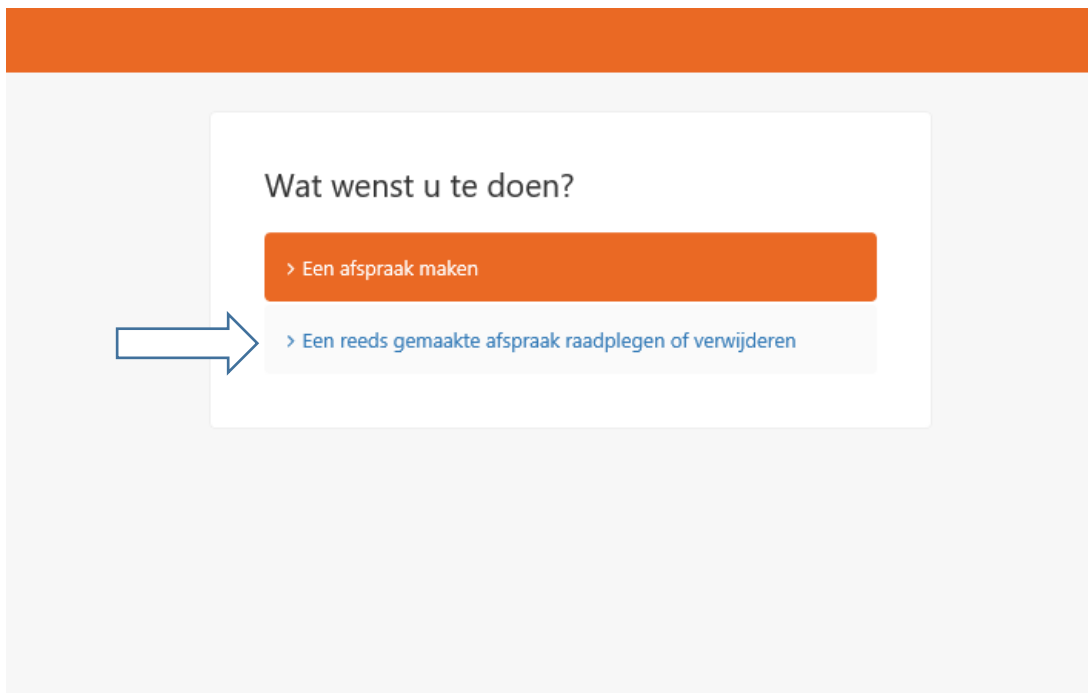 Wat wenst u te doen?
> Een afspraak maken
> Een reeds gemaakte afspraak raadplegen of verwijderen